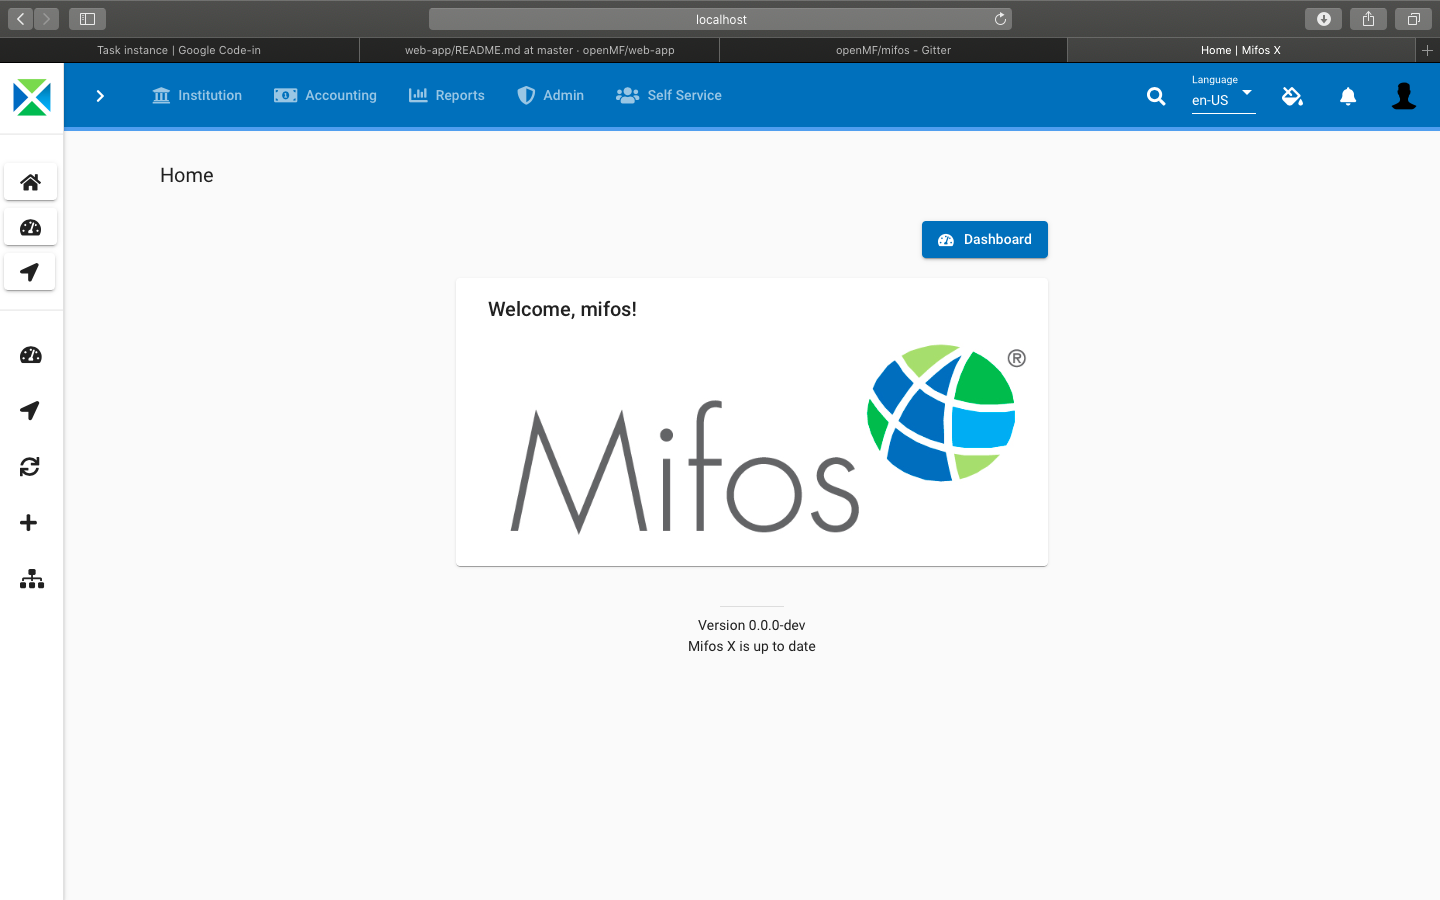 localhost
Task instance | Google Code-in
web-app/README.md at master · openMF/web-app
openMF/mifos - Gitter
Home | Mifos X
Institution
Accounting
Reports
Admin
Self Service
Language
en-US
Home
Dashboard
Welcome, mifos!
Mifos®
Version 0.0.0-dev
Mifos X is up to date